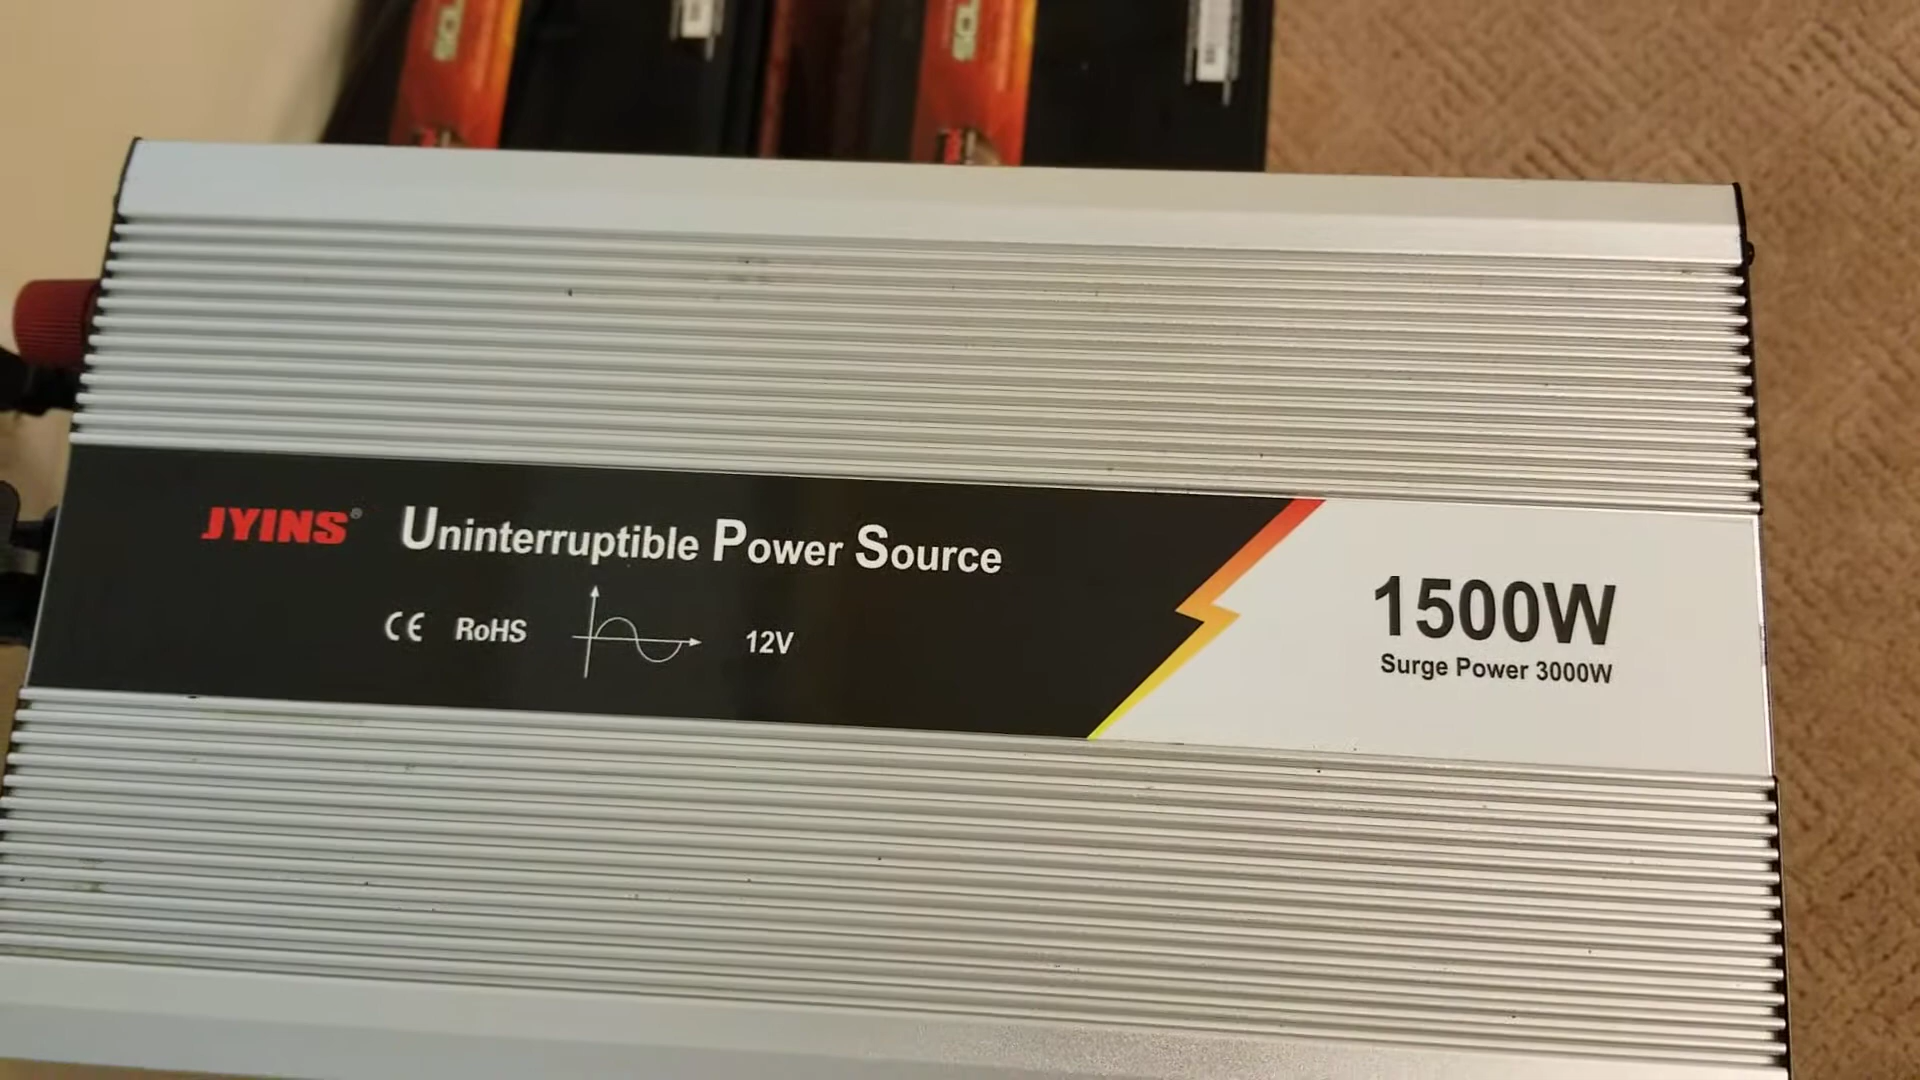 JYINS® Uninterruptible Power Source
CE RoHS 12V
1500W
Surge Power 3000W